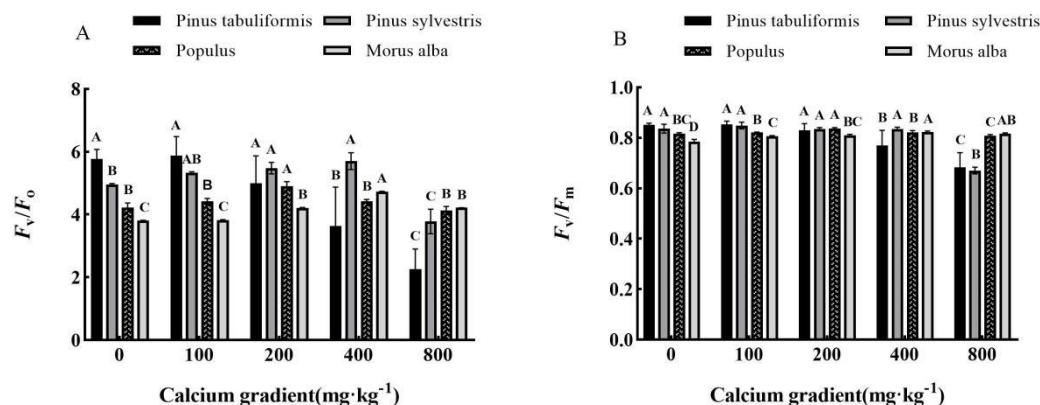 A
Pinus tabuliformis
Pinus sylvestris
Populus
Morus alba
8
6
4
2
0
Fv/Fo
A B B C
A AB B C
A A A B
B A B A
C C B B
0 100 200 400 800
Calcium gradient(mg·kg-1)
B
Pinus tabuliformis
Pinus sylvestris
Populus
Morus alba
1.0
0.8
0.6
0.4
0.2
0.0
Fv/Fm
A A BC D
A A B C
A A A BC
B A B A
C B C AB
0 100 200 400 800
Calcium gradient(mg·kg-1)